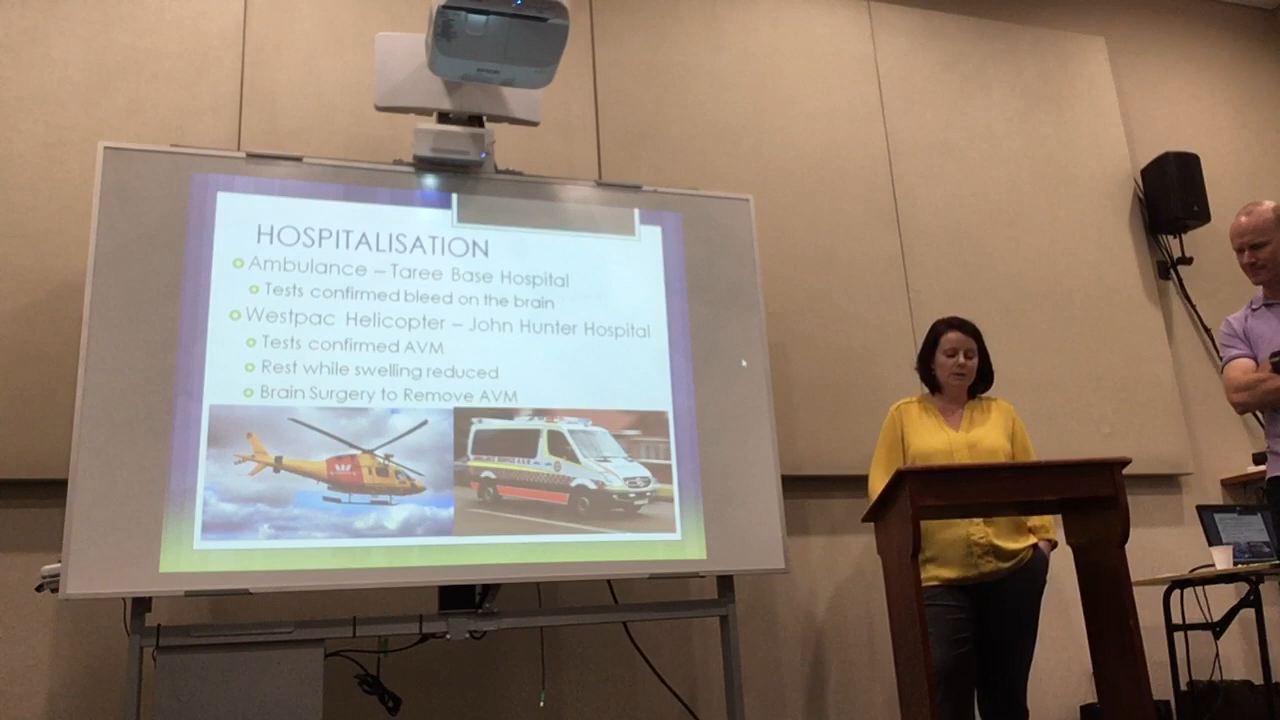 HOSPITALISATION
Ambulance – Taree Base Hospital
Tests confirmed bleed on the brain
Westpac Helicopter – John Hunter Hospital
Tests confirmed AVM
Rest while swelling reduced
Brain Surgery to Remove AVM